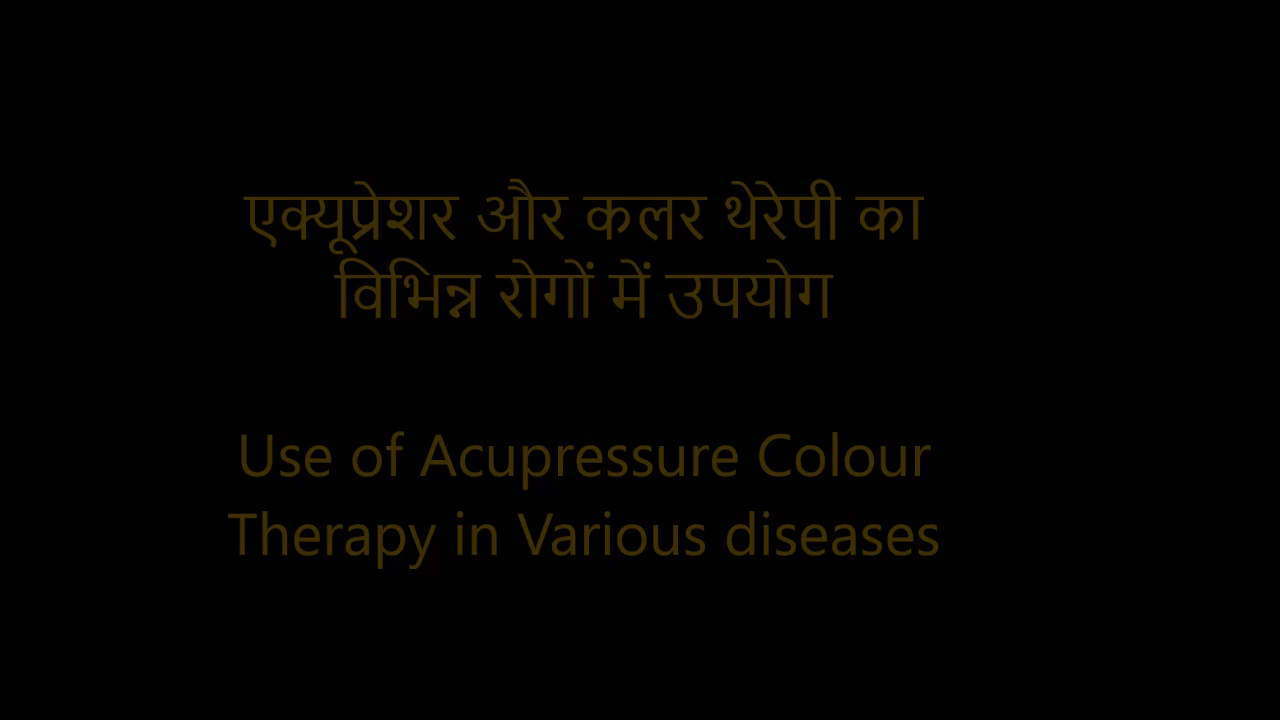 एक्यूप्रेशर और कलर थेरेपी का
विभिन्न रोगों में उपयोग
Use of Acupressure Colour
Therapy in Various diseases